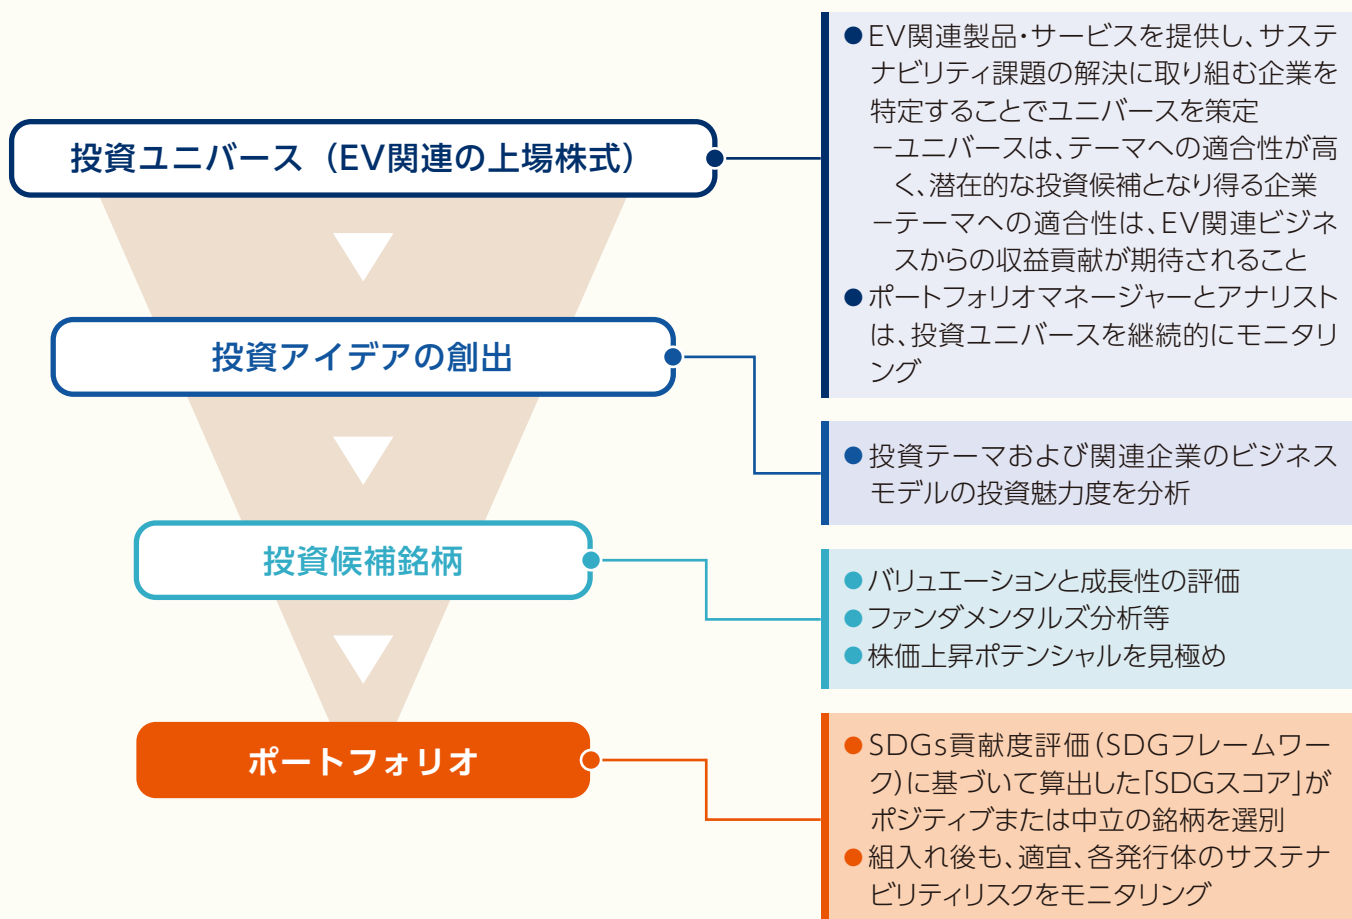 投資ユニバース（EV関連の上場株式）
●EV関連製品・サービスを提供し、サステ
ナビリティ課題の解決に取り組む企業を
特定することでユニバースを策定
－ユニバースは、テーマへの適合性が高
く、潜在的な投資候補となり得る企業
－テーマへの適合性は、EV関連ビジネ
スからの収益貢献が期待されること
●ポートフォリオマネージャーとアナリスト
は、投資ユニバースを継続的にモニタリ
ング
投資アイデアの創出
●投資テーマおよび関連企業のビジネス
モデルの投資魅力度を分析
投資候補銘柄
●バリュエーションと成長性の評価
●ファンダメンタルズ分析等
●株価上昇ポテンシャルを見極め
ポートフォリオ
●SDGs貢献度評価（SDGフレームワー
ク）に基づいて算出した「SDGスコア」が
ポジティブまたは中立の銘柄を選別
●組入れ後も、適宜、各発行体のサステナ
ビリティリスクをモニタリング